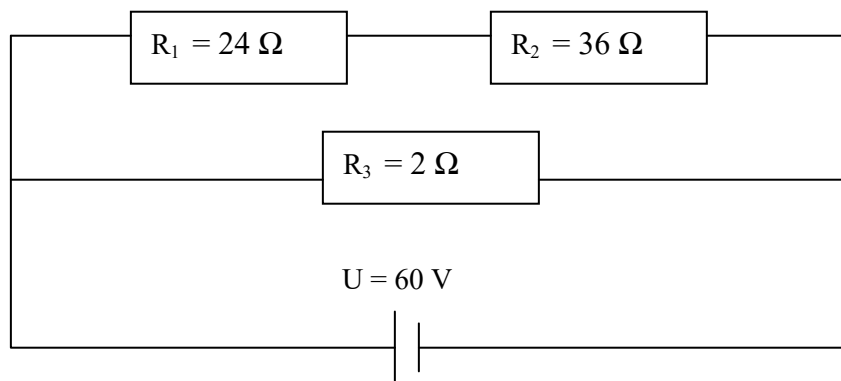 R₁ = 24 Ω
R₂ = 36 Ω
R₃ = 2 Ω
U = 60 V